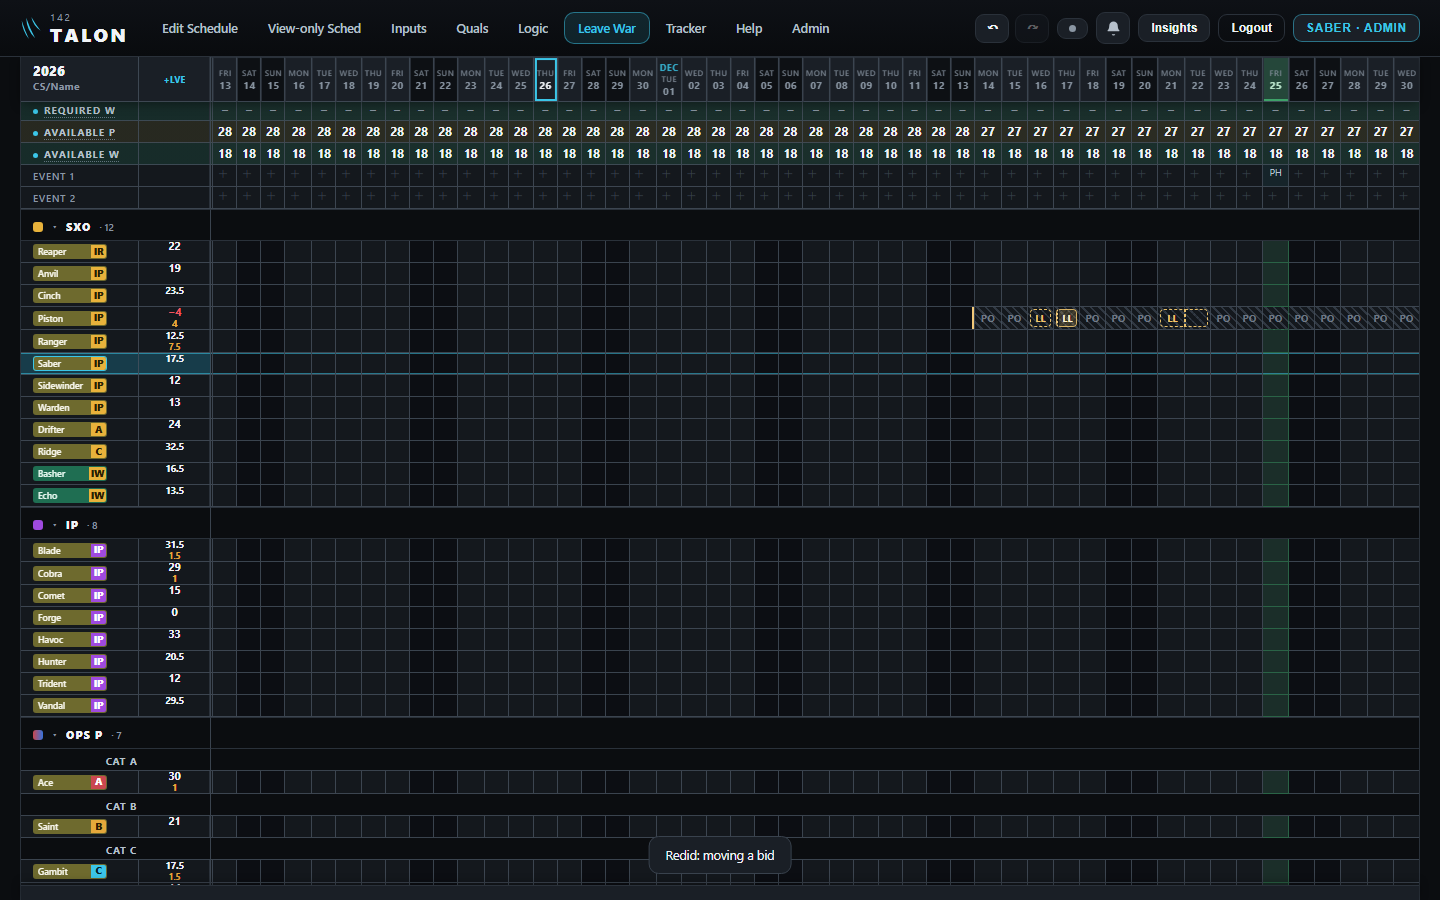 142
TALON
Edit Schedule
View-only Sched
Inputs
Quals
Logic
Leave War
Tracker
Help
Admin
Insights
Logout
SABER · ADMIN
2026
CS/Name
+LVE
FRI 13 SAT 14 SUN 15 MON 16 TUE 17 WED 18 THU 19 FRI 20 SAT 21 SUN 22 MON 23 TUE 24 WED 25 THU 26 FRI 27 SAT 28 SUN 29 MON 30 DEC TUE 01 WED 02 THU 03 FRI 04 SAT 05 SUN 06 MON 07 TUE 08 WED 09 THU 10 FRI 11 SAT 12 SUN 13 MON 14 TUE 15 WED 16 THU 17 FRI 18 SAT 19 SUN 20 MON 21 TUE 22 WED 23 THU 24 FRI 25 SAT 26 SUN 27 MON 28 TUE 29 WED 30
REQUIRED W – – – – – – – – – – – – – – – – – – – – – – – – – – – – – – – – – – – – – – – – – – – – – – – –
AVAILABLE P 28 28 28 28 28 28 28 28 28 28 28 28 28 28 28 28 28 28 28 28 28 28 28 28 28 28 28 28 28 28 28 27 27 27 27 27 27 27 27 27 27 27 27 27 27 27 27 27
AVAILABLE W 18 18 18 18 18 18 18 18 18 18 18 18 18 18 18 18 18 18 18 18 18 18 18 18 18 18 18 18 18 18 18 18 18 18 18 18 18 18 18 18 18 18 18 18 18 18 18 18
EVENT 1 + + + + + + + + + + + + + + + + + + + + + + + + + + + + + + + + + + + + + + + + + + PH + + + + +
EVENT 2 + + + + + + + + + + + + + + + + + + + + + + + + + + + + + + + + + + + + + + + + + + + + + + + +
SXO · 12
Reaper IR 22
Anvil IP 19
Cinch IP 23.5
Piston IP −4 4 PO PO LL LL PO PO PO LL PO PO PO PO PO PO PO PO
Ranger IP 12.5 7.5
Saber IP 17.5
Sidewinder IP 12
Warden IP 13
Drifter A 24
Ridge C 32.5
Basher IW 16.5
Echo IW 13.5
IP · 8
Blade IP 31.5 1.5
Cobra IP 29 1
Comet IP 15
Forge IP 0
Havoc IP 33
Hunter IP 20.5
Trident IP 12
Vandal IP 29.5
OPS P · 7
CAT A
Ace A 30 1
CAT B
Saint B 21
CAT C
Gambit C 17.5 1.5
Redid: moving a bid